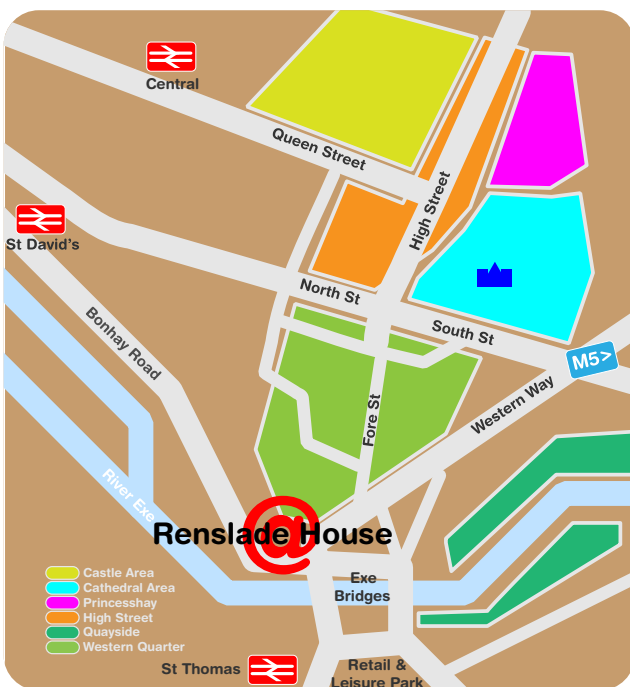 Central
Queen Street
High Street
St David's
North St
South St
M5>
Bonhay Road
Fore St
Western Way
River Exe
Renslade @ House
Exe
Bridges
Castle Area
Cathedral Area
Princesshay
High Street
Quayside
Western Quarter
St Thomas
Retail &
Leisure Park